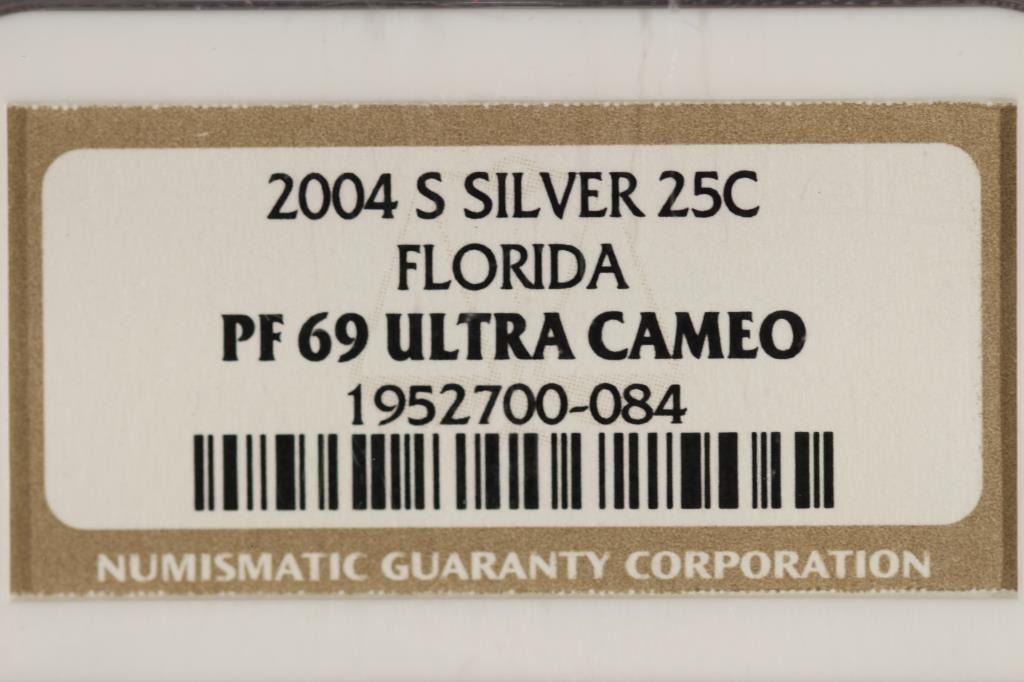 2004 S SILVER 25C
FLORIDA
PF 69 ULTRA CAMEO
1952700-084
NUMISMATIC GUARANTY CORPORATION